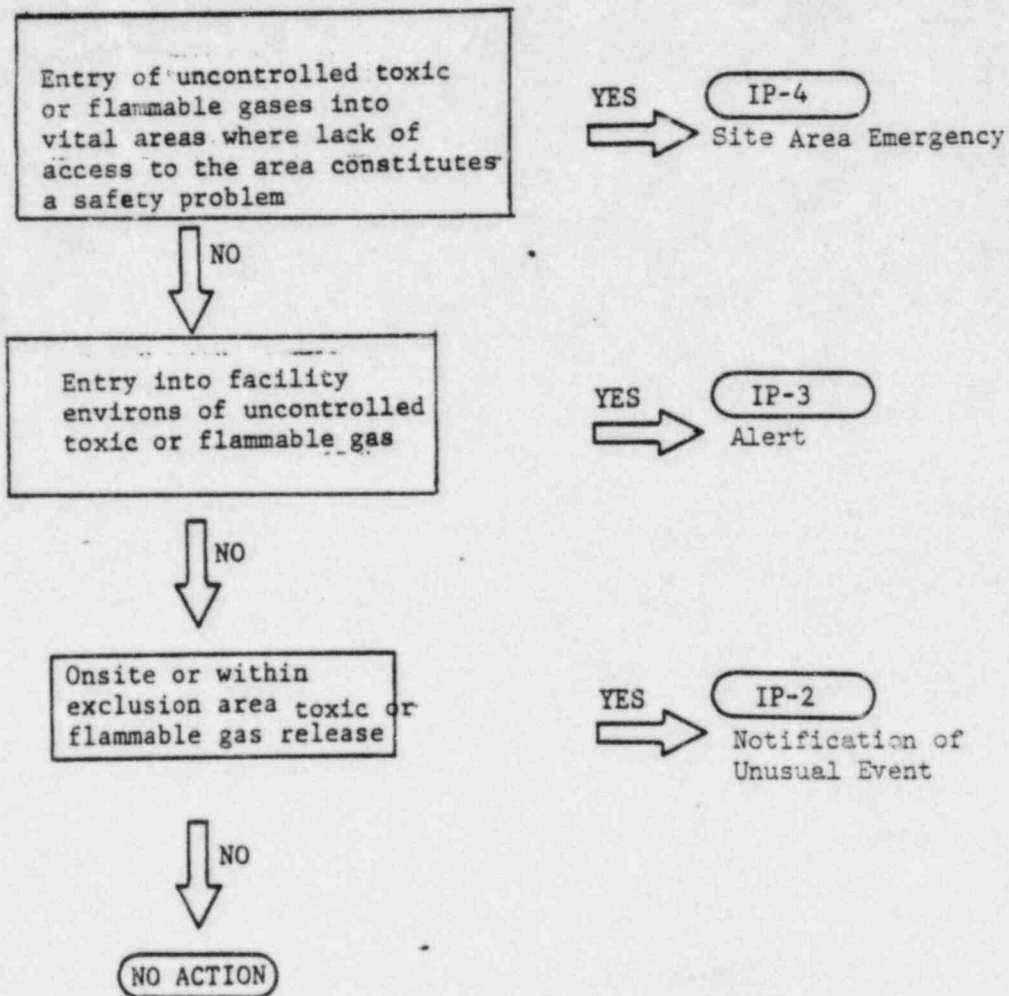 Entry of uncontrolled toxic
or flammable gases into
vital areas where lack of
access to the area constitutes
a safety problem
YES
IP-4
Site Area Emergency
NO
Entry into facility
environs of uncontrolled
toxic or flammable gas
YES
IP-3
Alert
NO
Onsite or within
exclusion area toxic or
flammable gas release
YES
IP-2
Notification of
Unusual Event
NO
NO ACTION